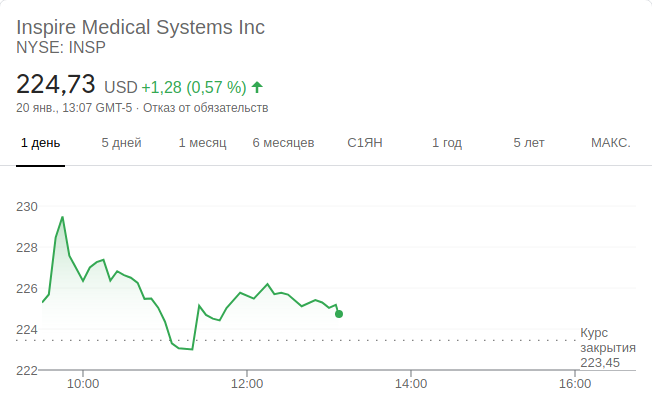 Inspire Medical Systems Inc
NYSE: INSP
224,73 USD +1,28 (0,57 %)
20 янв., 13:07 GMT-5 · Отказ от обязательств
1 день 5 дней 1 месяц 6 месяцев С1ЯН 1 год 5 лет МАКС.
230
228
226
224
Курс
закрытия
223,45
222
10:00 12:00 14:00 16:00